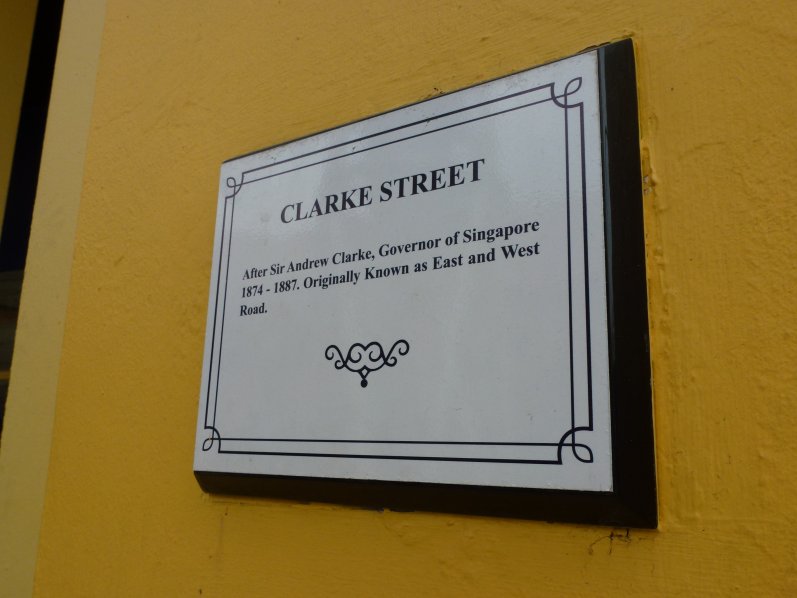 CLARKE STREET
After Sir Andrew Clarke, Governor of Singapore
1874 - 1887. Originally Known as East and West
Road.